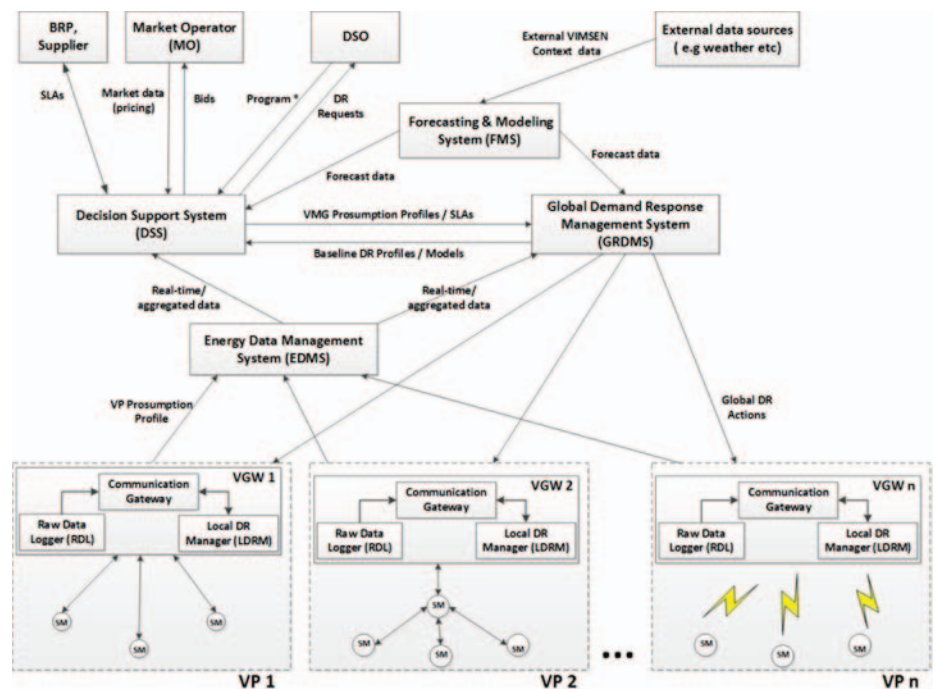 BRP,
Supplier
Market Operator
(MO)
DSO
External data sources
( e.g weather etc)
External VIMSEN
Context data
SLAs
Market data
(pricing)
Bids
Program *
DR
Requests
Forecasting & Modeling
System (FMS)
Forecast data
Forecast data
Decision Support System
(DSS)
VMG Prosumption Profiles / SLAs
Baseline DR Profiles / Models
Global Demand Response
Management System
(GRDMS)
Real-time/
aggregated data
Real-time/
aggregated data
Energy Data Management
System (EDMS)
VP Prosumption
Profile
Global DR
Actions
VGW 1
Communication
Gateway
Raw Data
Logger (RDL)
Local DR
Manager (LDRM)
SM
SM
SM
VP 1
VGW 2
Communication
Gateway
Raw Data
Logger (RDL)
Local DR
Manager (LDRM)
SM
SM
SM
SM
VP 2
...
VGW n
Communication
Gateway
Raw Data
Logger (RDL)
Local DR
Manager (LDRM)
SM
SM
SM
VP n